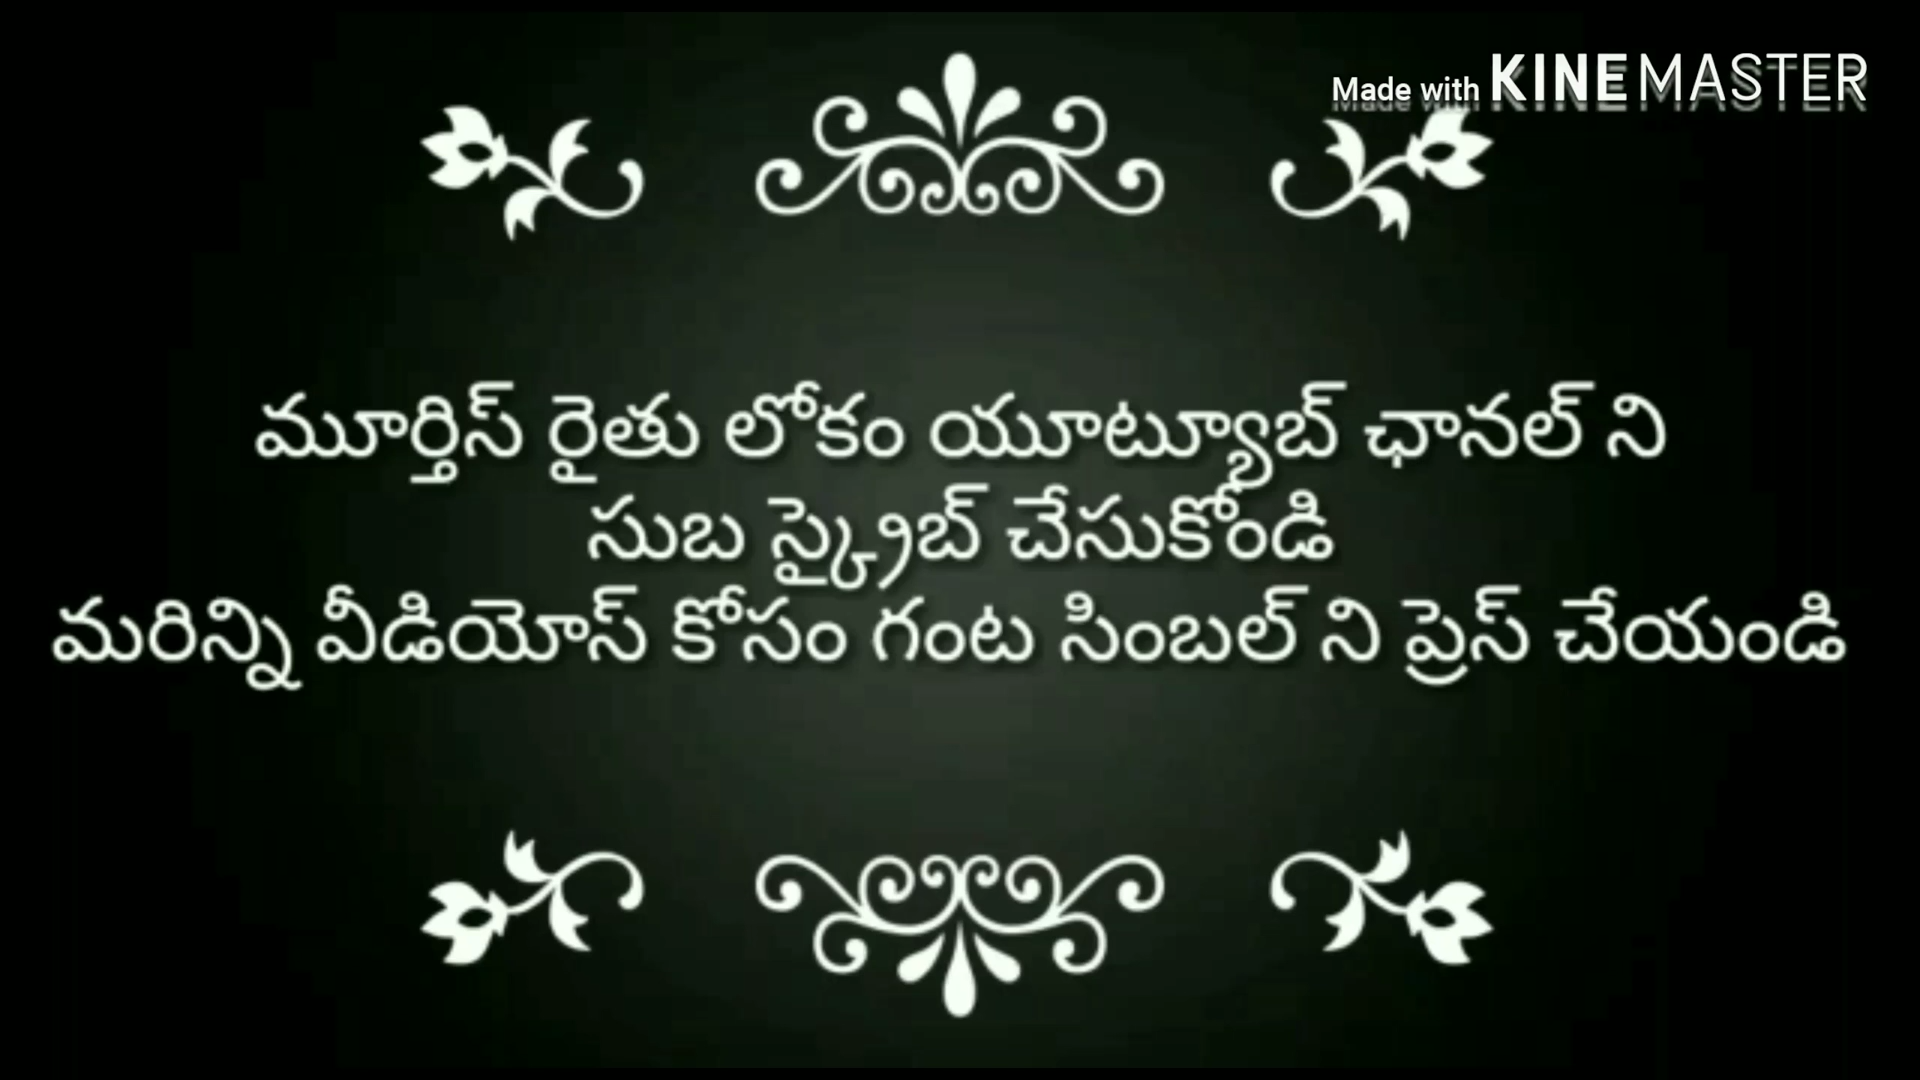 Made with KINEMASTER
మూర్తిస్ రైతు లోకం యూట్యూబ్ ఛానల్ ని
సుబ స్క్రైబ్ చేసుకోండి
మరిన్ని వీడియోస్ కోసం గంట సింబల్ ని ప్రెస్ చేయండి